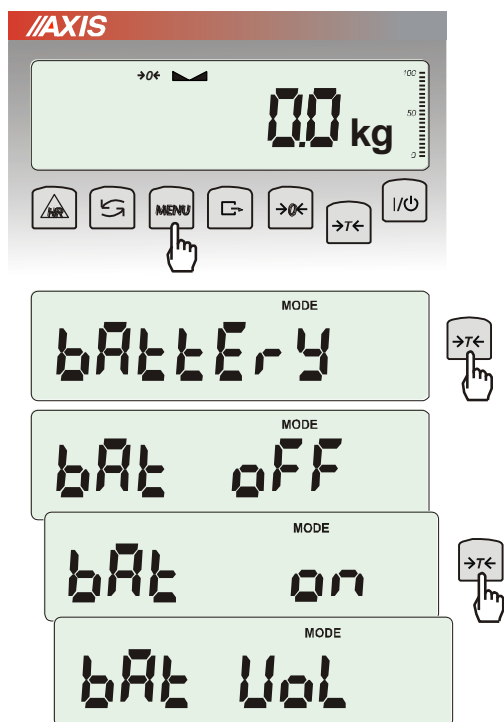 //AXIS
→0← 100
0.0 kg 50
0
HR MENU →0← →T← I/⏻
MODE
bAttErY →T←
MODE
bAt oFF
MODE
bAt on →T←
MODE
bAt UoL